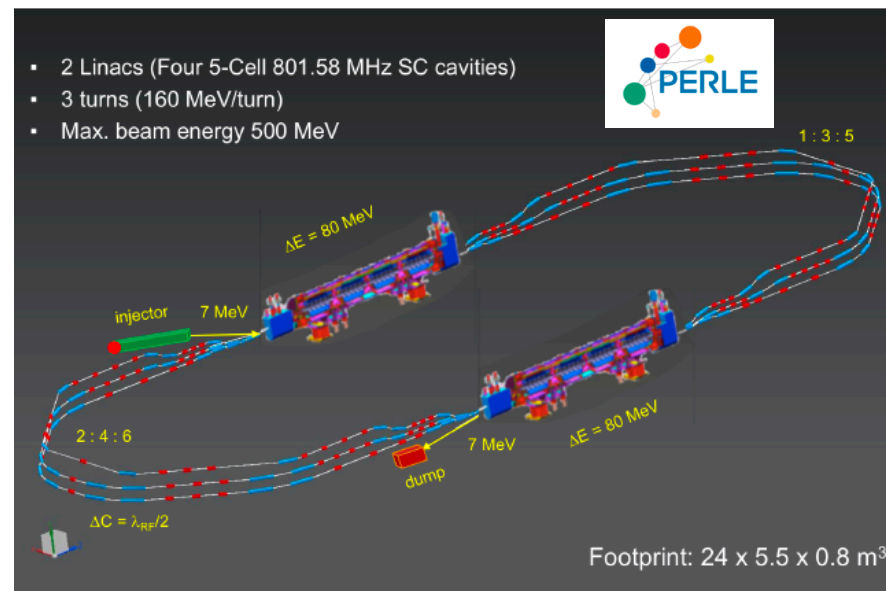 ▪ 2 Linacs (Four 5-Cell 801.58 MHz SC cavities)
▪ 3 turns (160 MeV/turn)
▪ Max. beam energy 500 MeV
PERLE
1 : 3 : 5
ΔE = 80 MeV
injector
7 MeV
2 : 4 : 6
7 MeV
ΔE = 80 MeV
dump
ΔC = λRF/2
Footprint: 24 x 5.5 x 0.8 m³